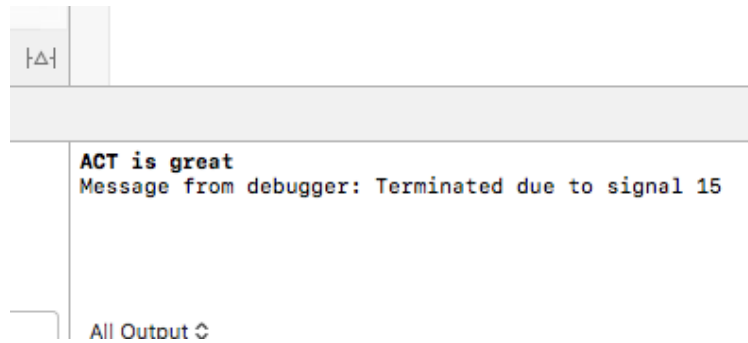 ACT is great
Message from debugger: Terminated due to signal 15
All Output